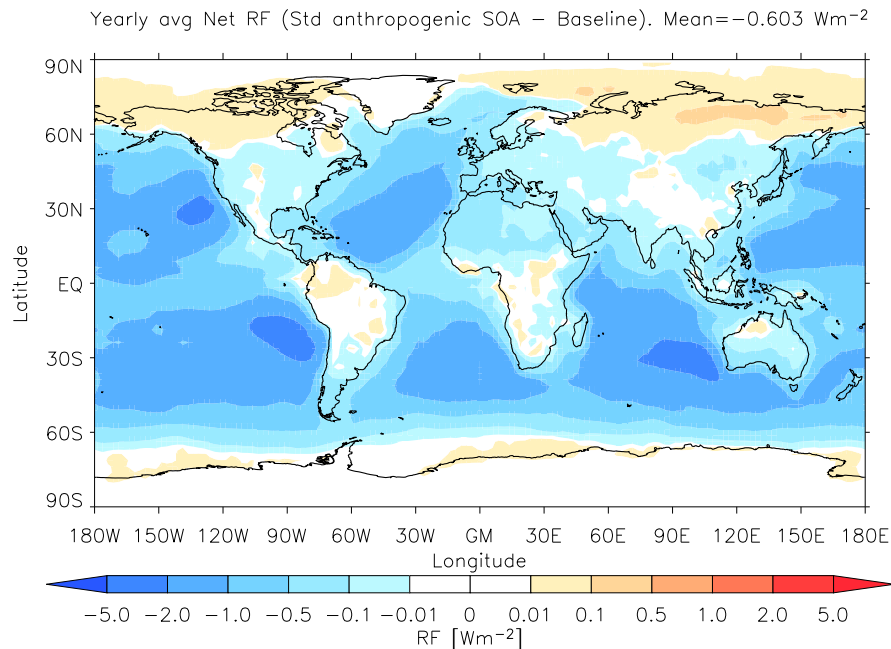 Yearly avg Net RF (Std anthropogenic SOA − Baseline). Mean=−0.603 Wm−2
90N
60N
30N
EQ
30S
60S
90S
Latitude
180W 150W 120W 90W 60W 30W GM 30E 60E 90E 120E 150E 180E
Longitude
−5.0 −2.0 −1.0 −0.5 −0.1 −0.01 0 0.01 0.1 0.5 1.0 2.0 5.0
RF [Wm−2]